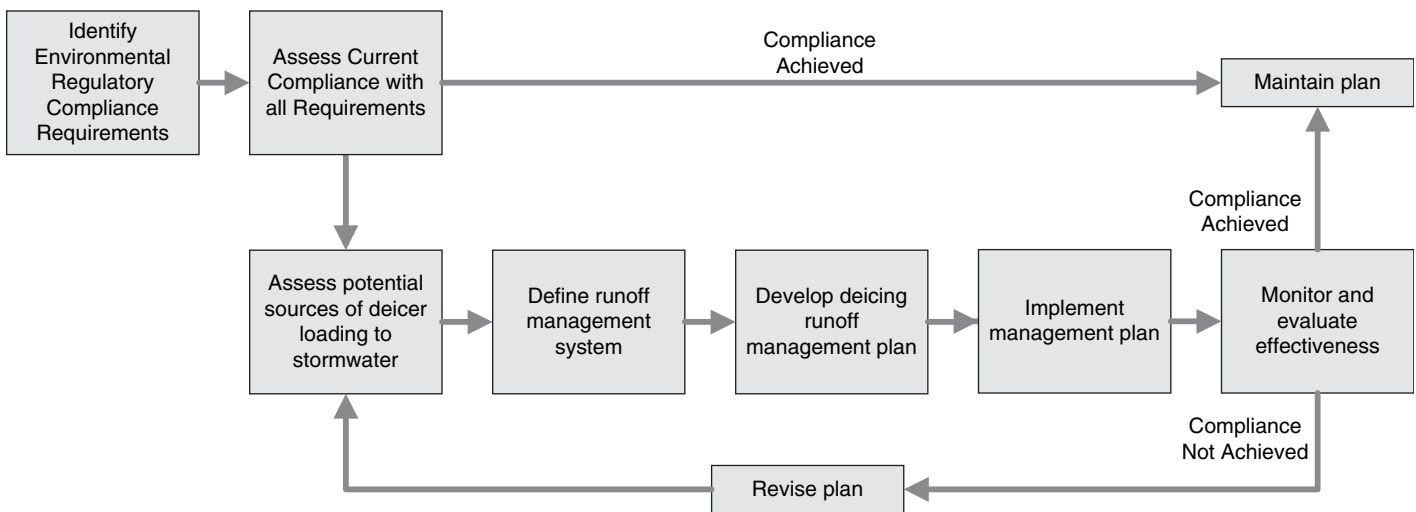 Identify
Environmental
Regulatory
Compliance
Requirements
Assess Current
Compliance with
all Requirements
Compliance
Achieved
Maintain plan
Compliance
Achieved
Assess potential
sources of deicer
loading to
stormwater
Define runoff
management
system
Develop deicing
runoff
management plan
Implement
management plan
Monitor and
evaluate
effectiveness
Compliance
Not Achieved
Revise plan